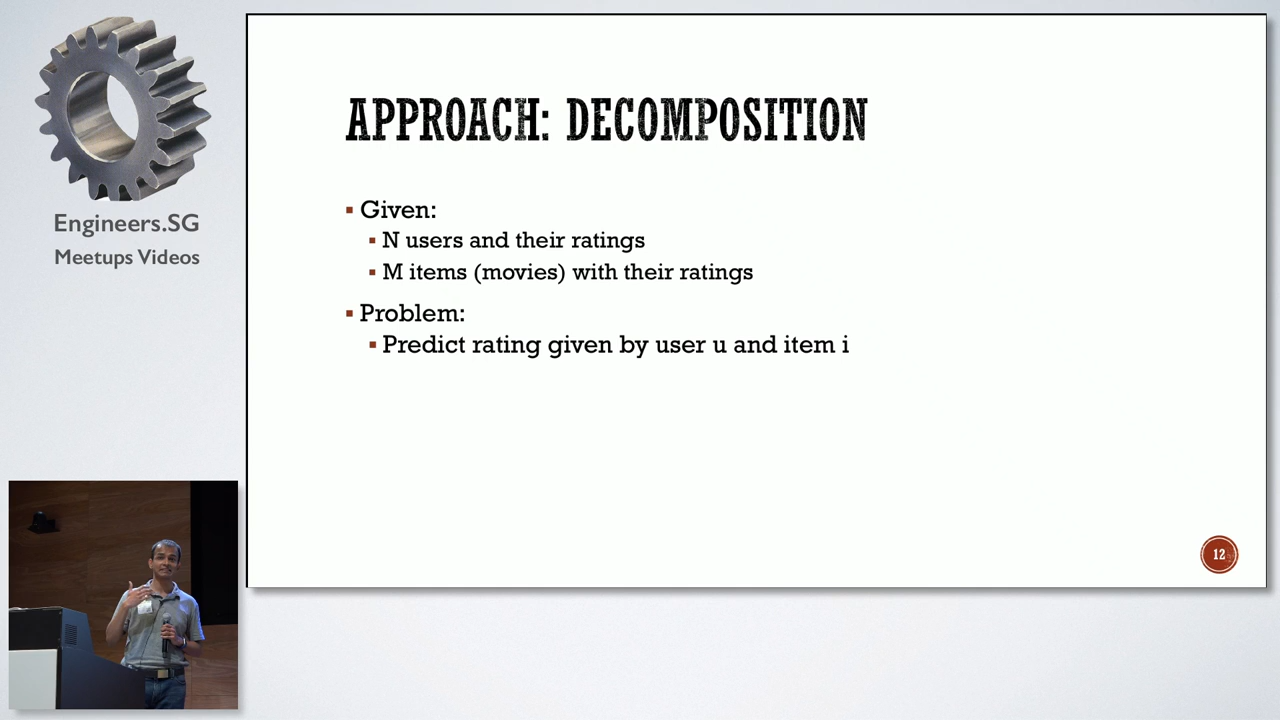 Engineers.SG
Meetups Videos
APPROACH: DECOMPOSITION
Given:
N users and their ratings
M items (movies) with their ratings
Problem:
Predict rating given by user u and item i
12